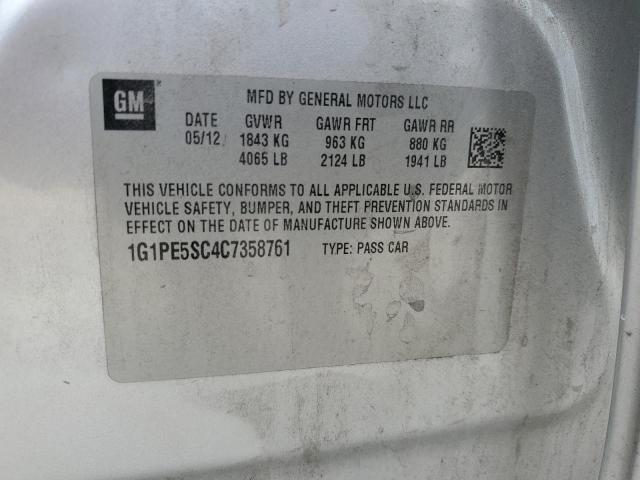 GM
MFD BY GENERAL MOTORS LLC
DATE GVWR GAWR FRT GAWR RR
05/12 1843 KG 963 KG 880 KG
4065 LB 2124 LB 1941 LB
THIS VEHICLE CONFORMS TO ALL APPLICABLE U.S. FEDERAL MOTOR
VEHICLE SAFETY, BUMPER, AND THEFT PREVENTION STANDARDS IN
EFFECT ON THE DATE OF MANUFACTURE SHOWN ABOVE.
1G1PE5SC4C7358761 TYPE: PASS CAR